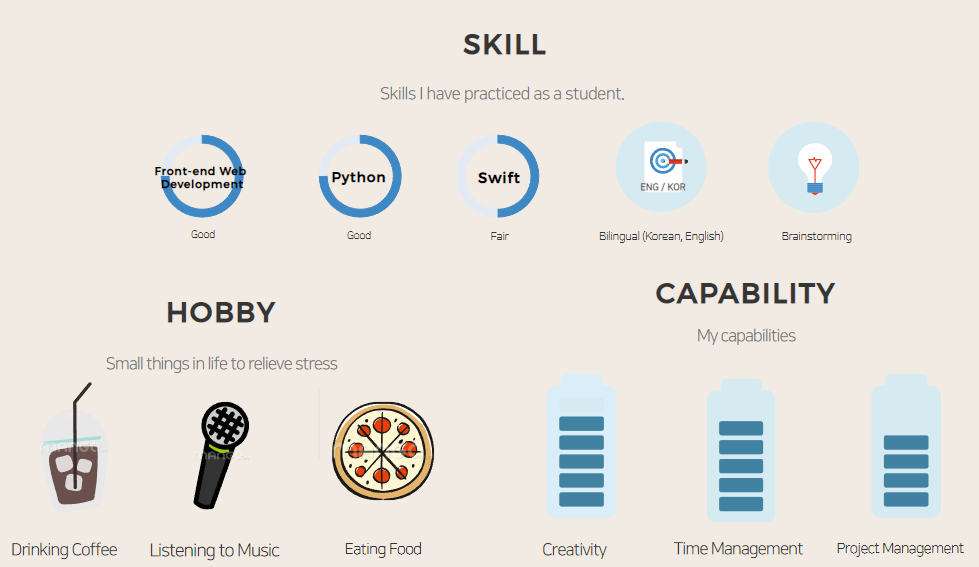 SKILL
Skills I have practiced as a student.
Front-end Web
Development
Python
Swift
ENG / KOR
Good
Good
Fair
Bilingual (Korean, English)
Brainstorming
HOBBY
Small things in life to relieve stress
Drinking Coffee
Listening to Music
Eating Food
CAPABILITY
My capabilities
Creativity
Time Management
Project Management